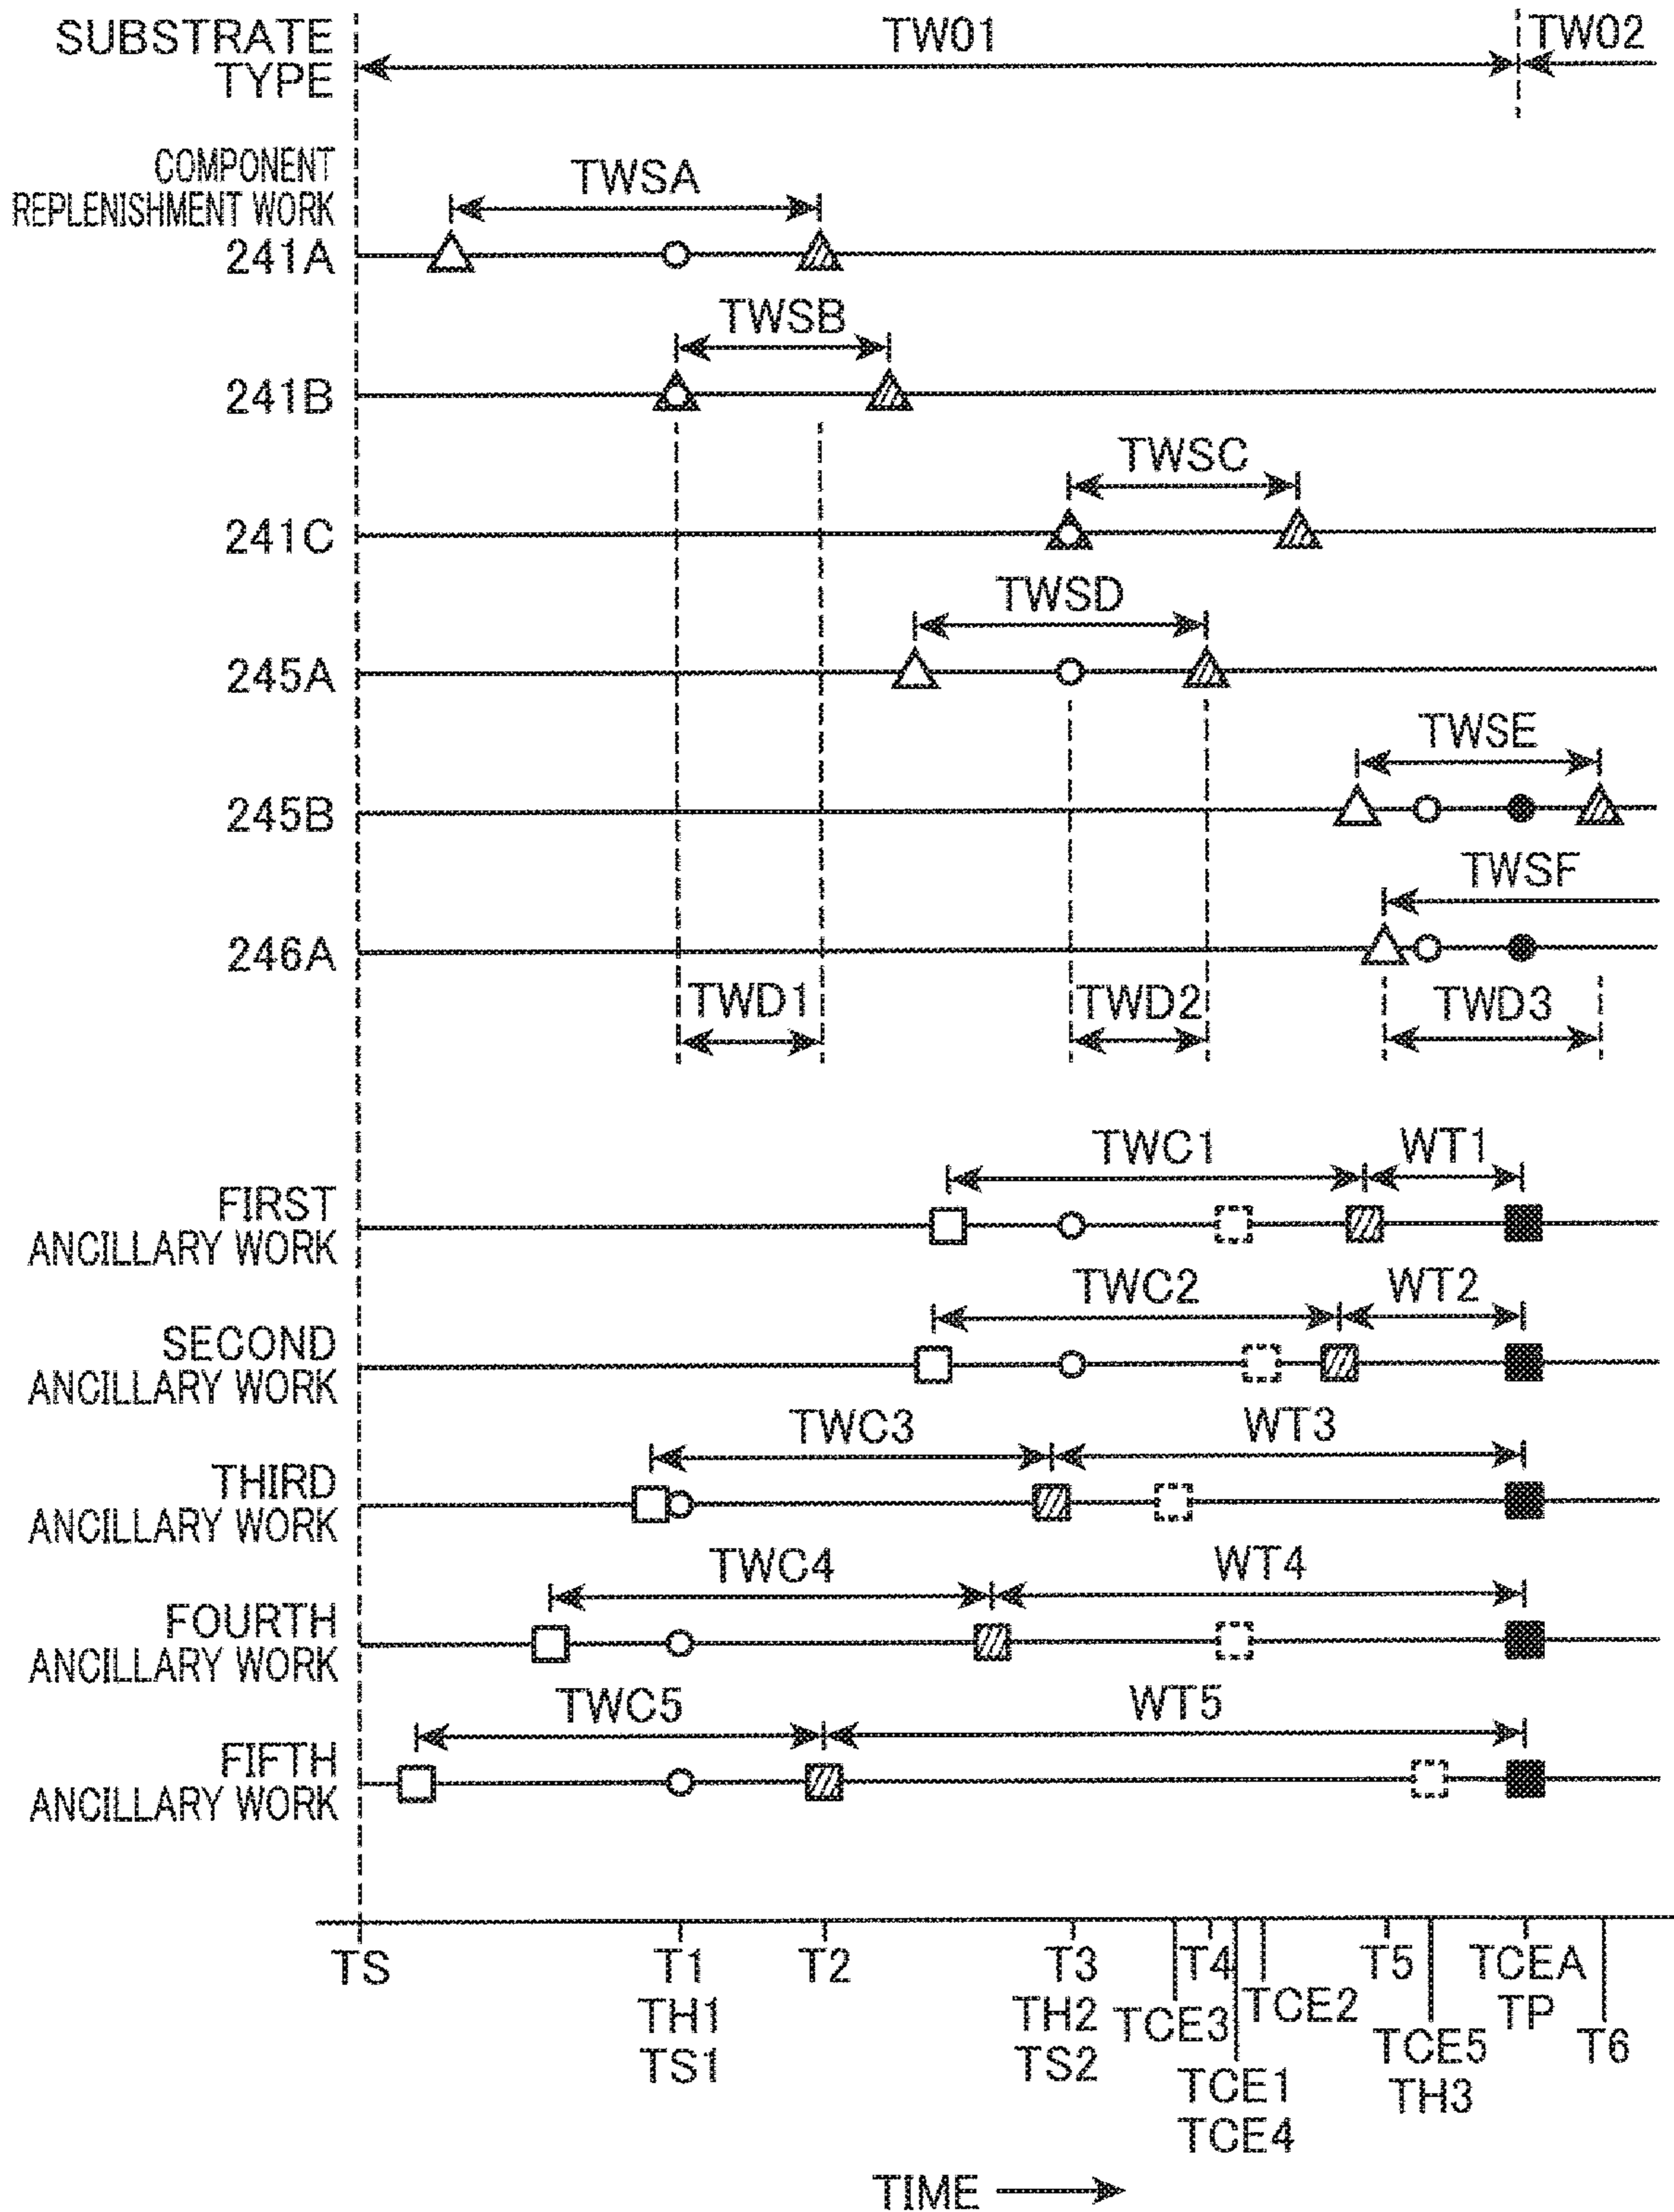 SUBSTRATE
TYPE
TW01
TW02
COMPONENT
REPLENISHMENT WORK
TWSA
241A
TWSB
241B
TWSC
241C
TWSD
245A
TWSE
245B
TWSF
246A
TWD1
TWD2
TWD3
TWC1
WT1
FIRST
ANCILLARY WORK
TWC2
WT2
SECOND
ANCILLARY WORK
TWC3
WT3
THIRD
ANCILLARY WORK
TWC4
WT4
FOURTH
ANCILLARY WORK
TWC5
WT5
FIFTH
ANCILLARY WORK
TS
T1
TH1
TS1
T2
T3
TH2
TS2
TCE3
T4
TCE1
TCE4
TCE2
T5
TCE5
TH3
TCEA
TP
T6
TIME